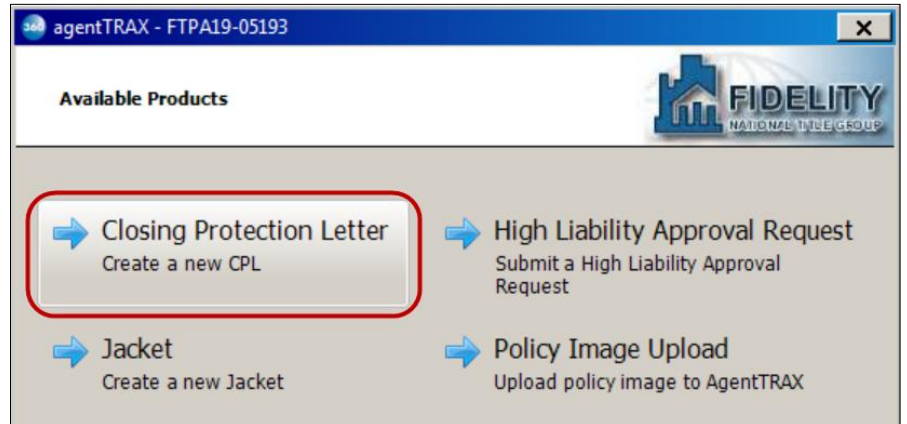 360 agentTRAX - FTPA19-05193
Available Products
FIDELITY
NATIONAL TITLE GROUP
Closing Protection Letter
Create a new CPL
High Liability Approval Request
Submit a High Liability Approval
Request
Jacket
Create a new Jacket
Policy Image Upload
Upload policy image to AgentTRAX